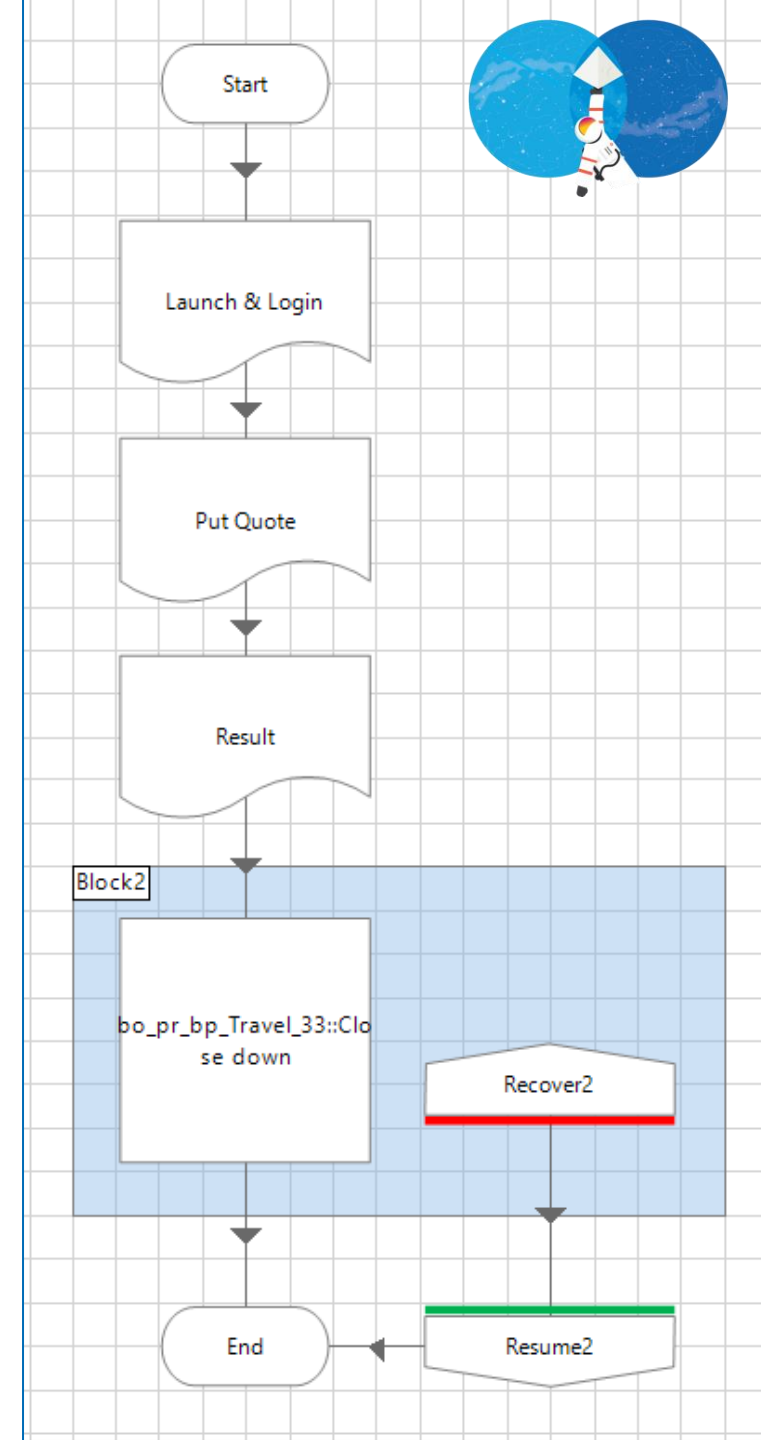 Start
Launch & Login
Put Quote
Result
Block2
bo_pr_bp_Travel_33::Clo
se down
Recover2
End
Resume2